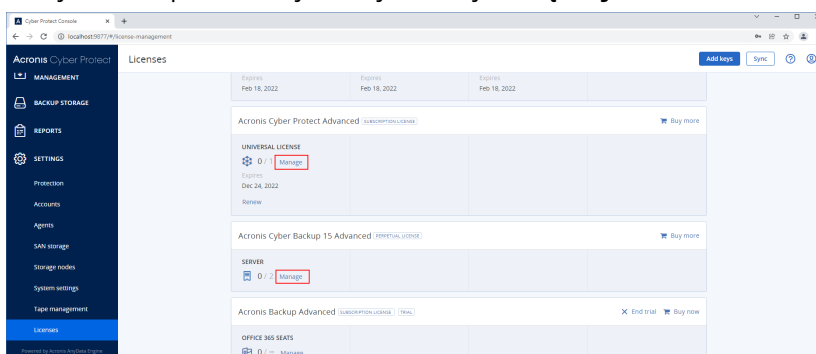 Cyber Protect Console
localhost:9877/#/license-management
Acronis Cyber Protect
Licenses
Add keys
Sync
MANAGEMENT
BACKUP STORAGE
REPORTS
SETTINGS
Protection
Accounts
Agents
SAN storage
Storage nodes
System settings
Tape management
Licenses
Powered by Acronis AnyData Engine
Expires Expires Expires
Feb 18, 2022 Feb 18, 2022 Feb 18, 2022
Acronis Cyber Protect Advanced SUBSCRIPTION LICENSE Buy more
UNIVERSAL LICENSE
0 / 1 Manage
Expires
Dec 24, 2022
Renew
Acronis Cyber Backup 15 Advanced PERPETUAL LICENSE Buy more
SERVER
0 / 2 Manage
Acronis Backup Advanced SUBSCRIPTION LICENSE TRIAL End trial Buy now
OFFICE 365 SEATS
0 / ∞ Manage